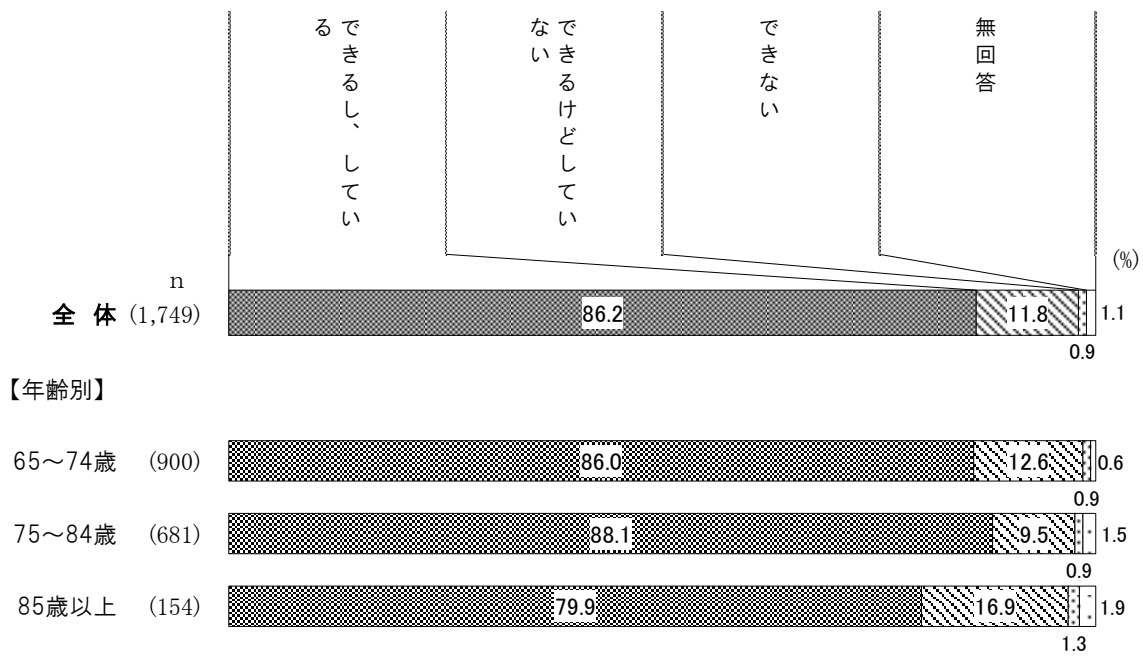 できるし、してい
る
できるけどしてい
ない
できない
無回答
(%)
n
全 体 (1,749) 86.2 11.8 1.1
0.9
【年齢別】
65～74歳 (900) 86.0 12.6 0.6
0.9
75～84歳 (681) 88.1 9.5 1.5
0.9
85歳以上 (154) 79.9 16.9 1.9
1.3